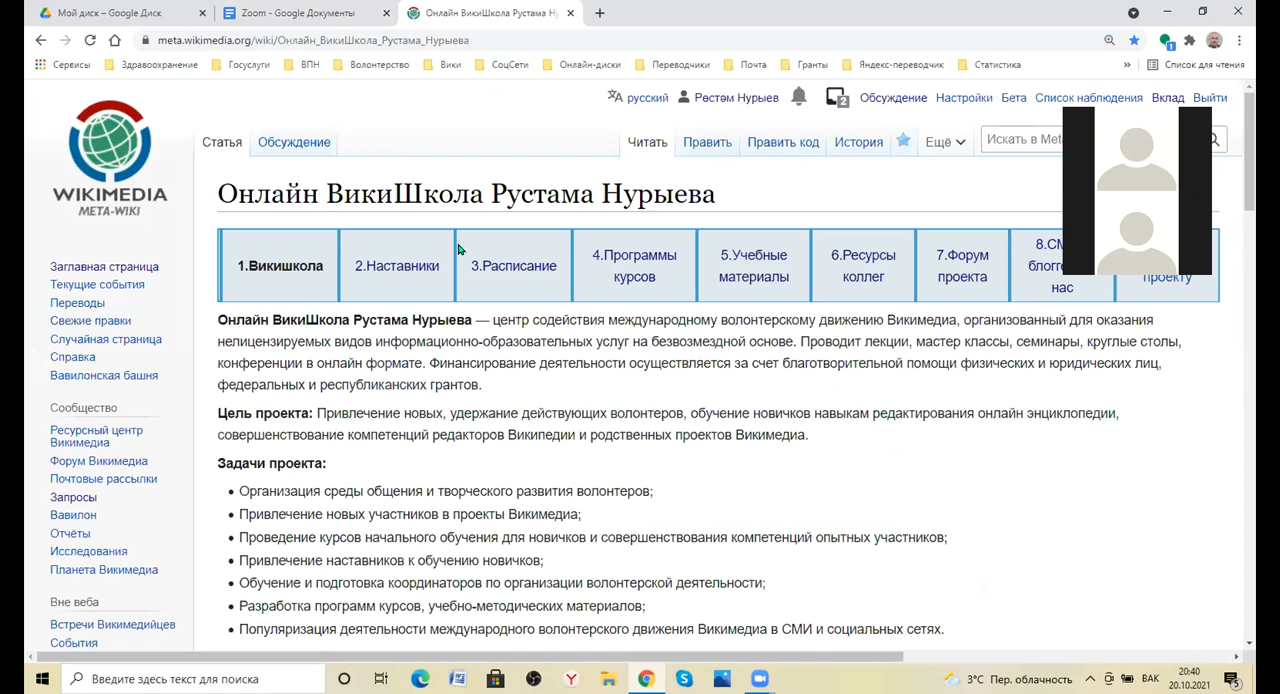 Мой диск – Google Диск
Zoom - Google Документы
Онлайн ВикиШкола Рустама Ну
meta.wikimedia.org/wiki/Онлайн_ВикиШкола_Рустама_Нурыева
1
Сервисы
Здравоохранение
Госуслуги
ВПН
Волонтерство
Вики
СоцСети
Онлайн-диски
Переводчики
Почта
Гранты
Яндекс-переводчик
Статистика
»
Список для чтения
русский
Рөстәм Нурыев
2
Обсуждение
Настройки
Бета
Список наблюдения
Вклад
Выйти
WIKIMEDIA
META-WIKI
Статья
Обсуждение
Читать
Править
Править код
История
Ещё
Искать в Met
Онлайн ВикиШкола Рустама Нурыева
1.Викишкола
2.Наставники
3.Расписание
4.Программы
курсов
5.Учебные
материалы
6.Ресурсы
коллег
7.Форум
проекта
нас
проекту
Заглавная страница
Текущие события
Переводы
Свежие правки
Случайная страница
Справка
Вавилонская башня
Сообщество
Ресурсный центр
Викимедиа
Форум Викимедиа
Почтовые рассылки
Запросы
Вавилон
Отчёты
Исследования
Планета Викимедиа
Вне веба
Встречи Викимедийцев
События
Онлайн ВикиШкола Рустама Нурыева — центр содействия международному волонтерскому движению Викимедиа, организованный для оказания
нелицензируемых видов информационно-образовательных услуг на безвозмездной основе. Проводит лекции, мастер классы, семинары, круглые столы,
конференции в онлайн формате. Финансирование деятельности осуществляется за счет благотворительной помощи физических и юридических лиц,
федеральных и республиканских грантов.
Цель проекта: Привлечение новых, удержание действующих волонтеров, обучение новичков навыкам редактирования онлайн энциклопедии,
совершенствование компетенций редакторов Википедии и родственных проектов Викимедиа.
Задачи проекта:
• Организация среды общения и творческого развития волонтеров;
• Привлечение новых участников в проекты Викимедиа;
• Проведение курсов начального обучения для новичков и совершенствования компетенций опытных участников;
• Привлечение наставников к обучению новичков;
• Обучение и подготовка координаторов по организации волонтерской деятельности;
• Разработка программ курсов, учебно-методических материалов;
• Популяризация деятельности международного волонтерского движения Викимедиа в СМИ и социальных сетях.
Введите здесь текст для поиска
3°C Пер. облачность
ВАК
20:40
20.10.2021
5